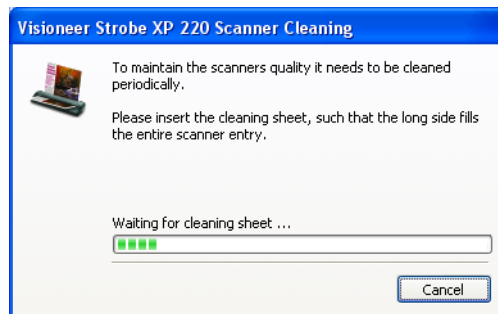 Visioneer Strobe XP 220 Scanner Cleaning
To maintain the scanners quality it needs to be cleaned
periodically.
Please insert the cleaning sheet, such that the long side fills
the entire scanner entry.
Waiting for cleaning sheet ...
Cancel